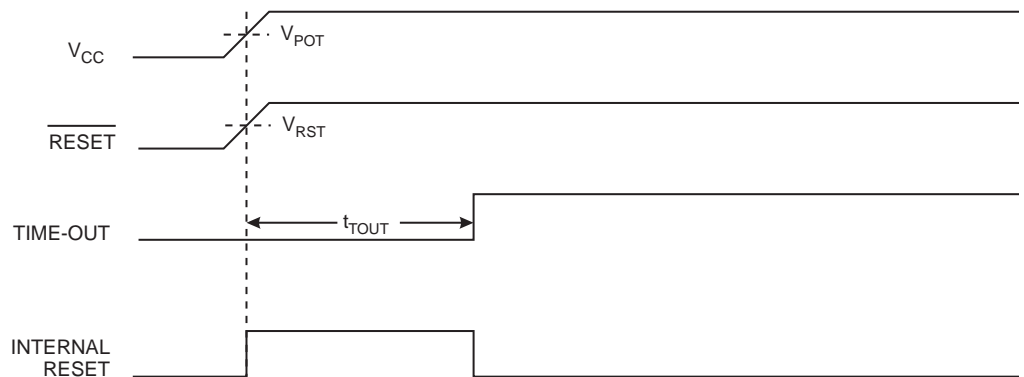 V_POT
V_CC
V_RST
RESET
t_TOUT
TIME-OUT
INTERNAL
RESET